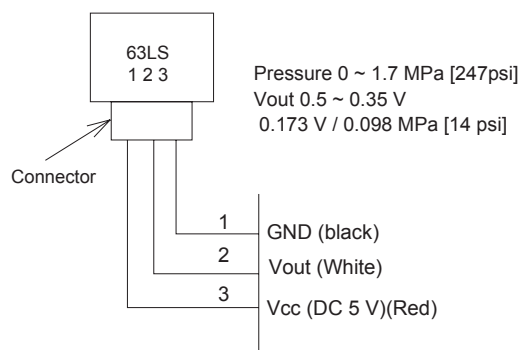 63LS
1 2 3
Pressure 0 ~ 1.7 MPa [247psi]
Vout 0.5 ~ 0.35 V
0.173 V / 0.098 MPa [14 psi]
Connector
1
GND (black)
2
Vout (White)
3
Vcc (DC 5 V)(Red)